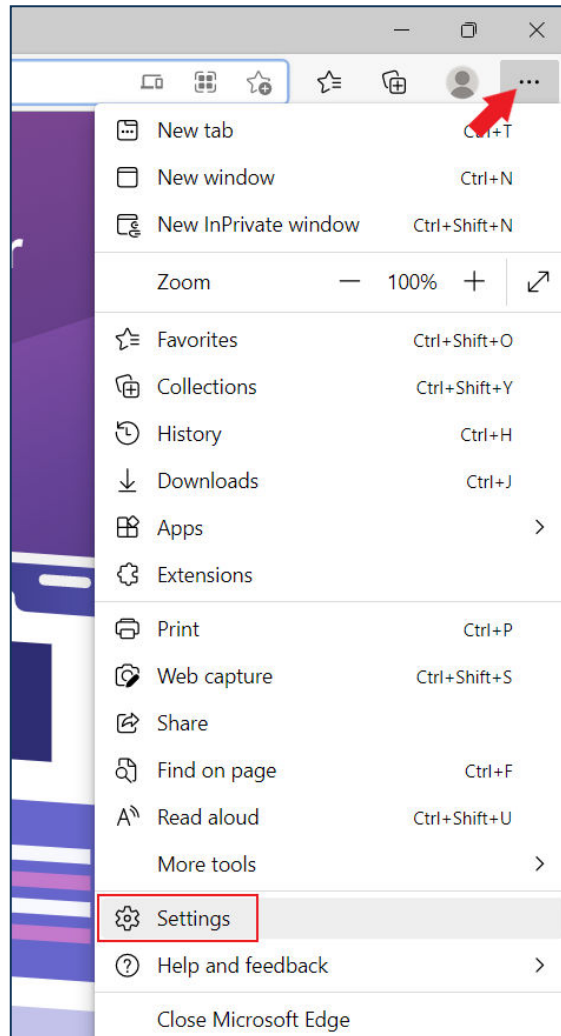 New tab Ctrl+T
New window Ctrl+N
New InPrivate window Ctrl+Shift+N
Zoom — 100% +
Favorites Ctrl+Shift+O
Collections Ctrl+Shift+Y
History Ctrl+H
Downloads Ctrl+J
Apps
Extensions
Print Ctrl+P
Web capture Ctrl+Shift+S
Share
Find on page Ctrl+F
Read aloud Ctrl+Shift+U
More tools
Settings
Help and feedback
Close Microsoft Edge